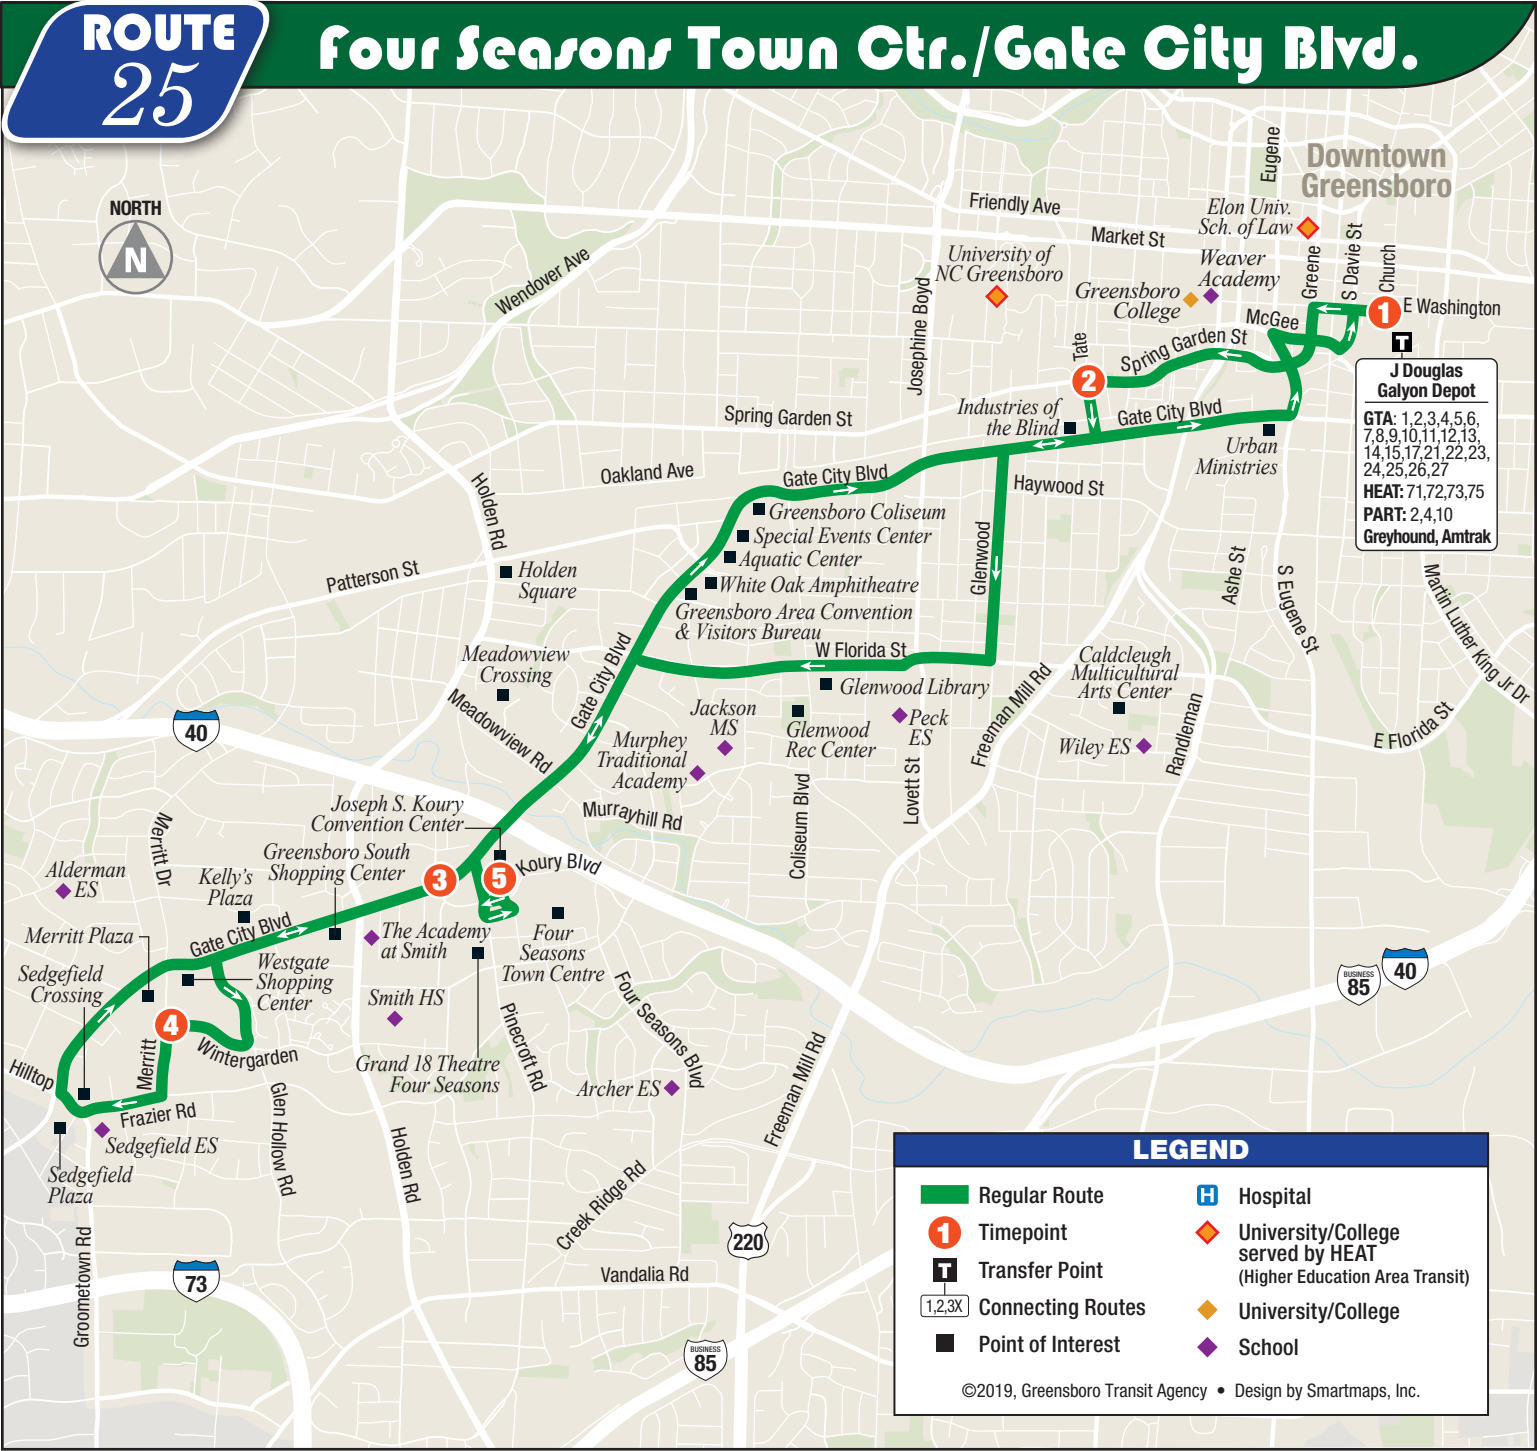 ROUTE
25
Four Seasons Town Ctr./Gate City Blvd.
NORTH
N
Downtown
Greensboro
Eugene
Friendly Ave
Market St
Elon Univ.
Sch. of Law
Greene
S Davie St
Church
University of
NC Greensboro
Weaver
Academy
Greensboro
College
Wendover Ave
Josephine Boyd
McGee
1
E Washington
T
Tate
Spring Garden St
2
J Douglas
Galyon Depot
GTA: 1,2,3,4,5,6,
7,8,9,10,11,12,13,
14,15,17,21,22,23,
24,25,26,27
HEAT: 71,72,73,75
PART: 2,4,10
Greyhound, Amtrak
Industries of
the Blind
Gate City Blvd
Spring Garden St
Urban
Ministries
Oakland Ave
Gate City Blvd
Haywood St
Holden Rd
Greensboro Coliseum
Special Events Center
Aquatic Center
White Oak Amphitheatre
Greensboro Area Convention
& Visitors Bureau
Glenwood
Patterson St
Holden
Square
Ashe St
S Eugene St
Martin Luther King Jr Dr
W Florida St
Meadowview
Crossing
Gate City Blvd
Glenwood Library
Caldcleugh
Multicultural
Arts Center
Freeman Mill Rd
Randleman
E Florida St
Meadowview Rd
40
Jackson
MS
Murphey
Traditional
Academy
Glenwood
Rec Center
Peck
ES
Wiley ES
Coliseum Blvd
Lovett St
Murrayhill Rd
Joseph S. Koury
Convention Center
Greensboro South
Shopping Center
Merritt Dr
Alderman
ES
Kelly's
Plaza
3
5
Koury Blvd
Gate City Blvd
Merritt Plaza
The Academy
at Smith
Four
Seasons
Town Centre
Sedgefield
Crossing
Westgate
Shopping
Center
Smith HS
4
Wintergarden
Merritt
Hilltop
Frazier Rd
Grand 18 Theatre
Four Seasons
Pinecroft Rd
Four Seasons Blvd
Archer ES
Freeman Mill Rd
BUSINESS
85
40
Sedgefield ES
Sedgefield
Plaza
Glen Hollow Rd
Holden Rd
Creek Ridge Rd
Groometown Rd
73
220
Vandalia Rd
BUSINESS
85
LEGEND
Regular Route
1
Timepoint
T
Transfer Point
1,2,3X
Connecting Routes
Point of Interest
H
Hospital
University/College
served by HEAT
(Higher Education Area Transit)
University/College
School
©2019, Greensboro Transit Agency • Design by Smartmaps, Inc.